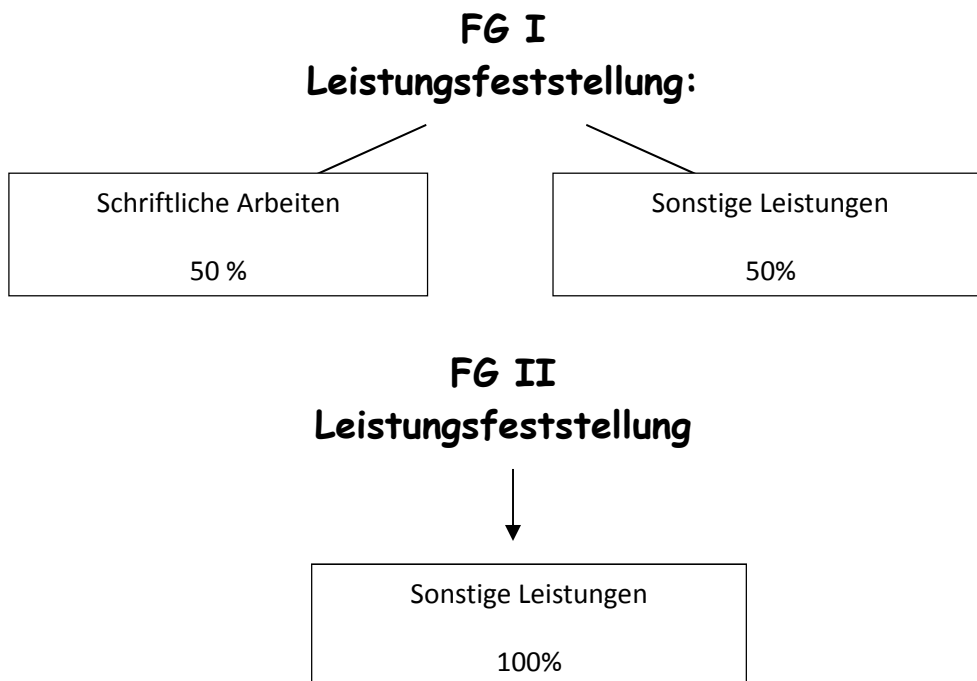 FG I
Leistungsfeststellung:
Schriftliche Arbeiten
50 %
Sonstige Leistungen
50%
FG II
Leistungsfeststellung
Sonstige Leistungen
100%